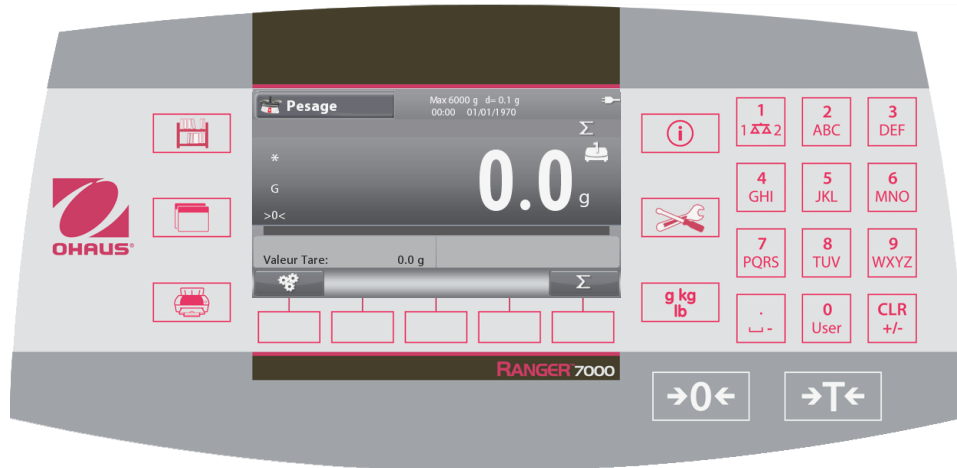 Pesage
Max 6000 g d= 0.1 g
00:00 01/01/1970
Σ
*
1
G
0.0 g
>0<
Valeur Tare: 0.0 g
Σ
OHAUS®
RANGER® 7000
i
g kg
lb
1
1 2
2
ABC
3
DEF
4
GHI
5
JKL
6
MNO
7
PQRS
8
TUV
9
WXYZ
.
⎵ -
0
User
CLR
+/-
→0←
→T←